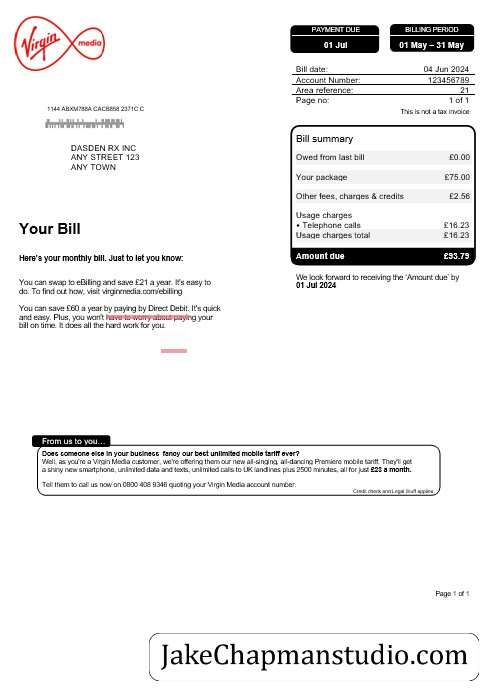 Virgin media
PAYMENT DUE
01 Jul
BILLING PERIOD
01 May – 31 May
Bill date: 04 Jun 2024
Account Number: 123456789
Area reference: 21
Page no: 1 of 1
This is not a tax invoice
1144 ABXM788A CACB858 2371C C
DASDEN RX INC
ANY STREET 123
ANY TOWN
Bill summary
Owed from last bill £0.00
Your package £75.00
Other fees, charges & credits £2.56
Usage charges
• Telephone calls £16.23
Usage charges total £16.23
Amount due £93.79
We look forward to receiving the 'Amount due' by
01 Jul 2024
Your Bill
Here's your monthly bill. Just to let you know:
You can swap to eBilling and save £21 a year. It's easy to
do. To find out how, visit virginmedia.com/ebilling
You can save £60 a year by paying by Direct Debit. It's quick
and easy. Plus, you won't have to worry about paying your
bill on time. It does all the hard work for you.
From us to you...
Does someone else in your business fancy our best unlimited mobile tariff ever?
Well, as you're a Virgin Media customer, we're offering them our new all-singing, all-dancing Premiere mobile tariff. They'll get
a shiny new smartphone, unlimited data and texts, unlimited calls to UK landlines plus 2500 minutes, all for just £23 a month.
Tell them to call us now on 0800 408 9346 quoting your Virgin Media account number.
Credit check and Legal Stuff applies
Page 1 of 1
JakeChapmanstudio.com